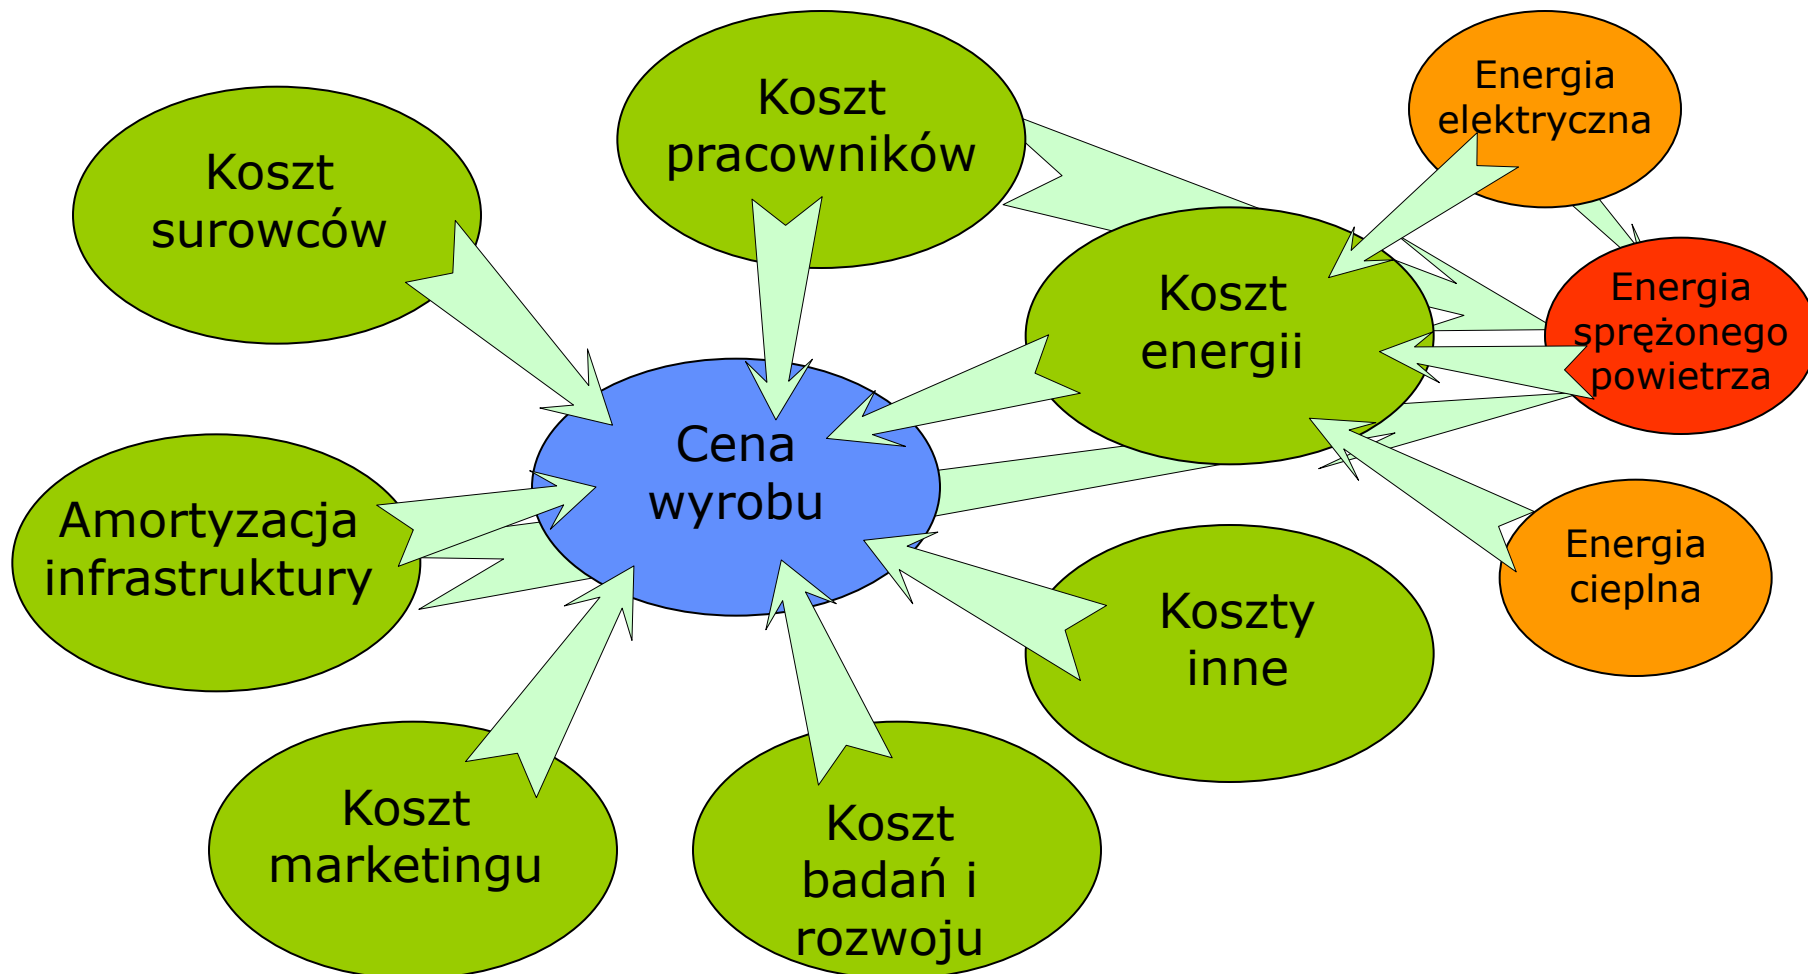 Koszt
surowców
Koszt
pracowników
Energia
elektryczna
Koszt
energii
Energia
sprężonego
powietrza
Cena
wyrobu
Amortyzacja
infrastruktury
Energia
cieplna
Koszty
inne
Koszt
marketingu
Koszt
badań i
rozwoju